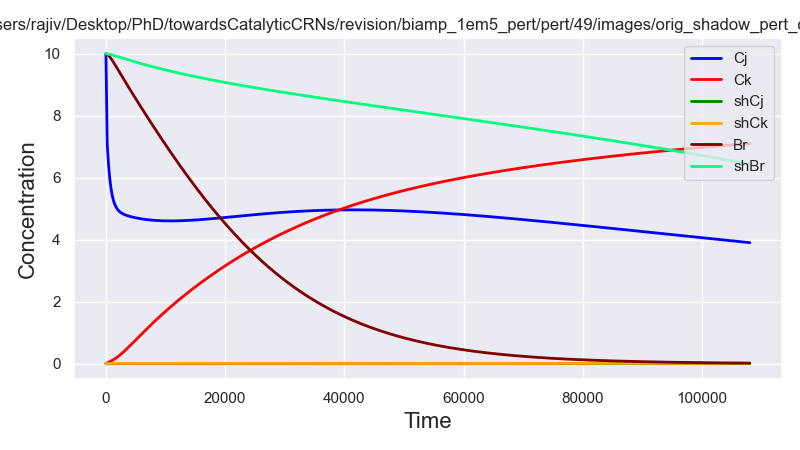 sers/rajiv/Desktop/PhD/towardsCatalyticCRNs/revision/biamp_1em5_pert/pert/49/images/orig_shadow_pert_
10
8
6
4
2
0
Concentration
Cj
Ck
shCj
shCk
Br
shBr
0 20000 40000 60000 80000 100000
Time